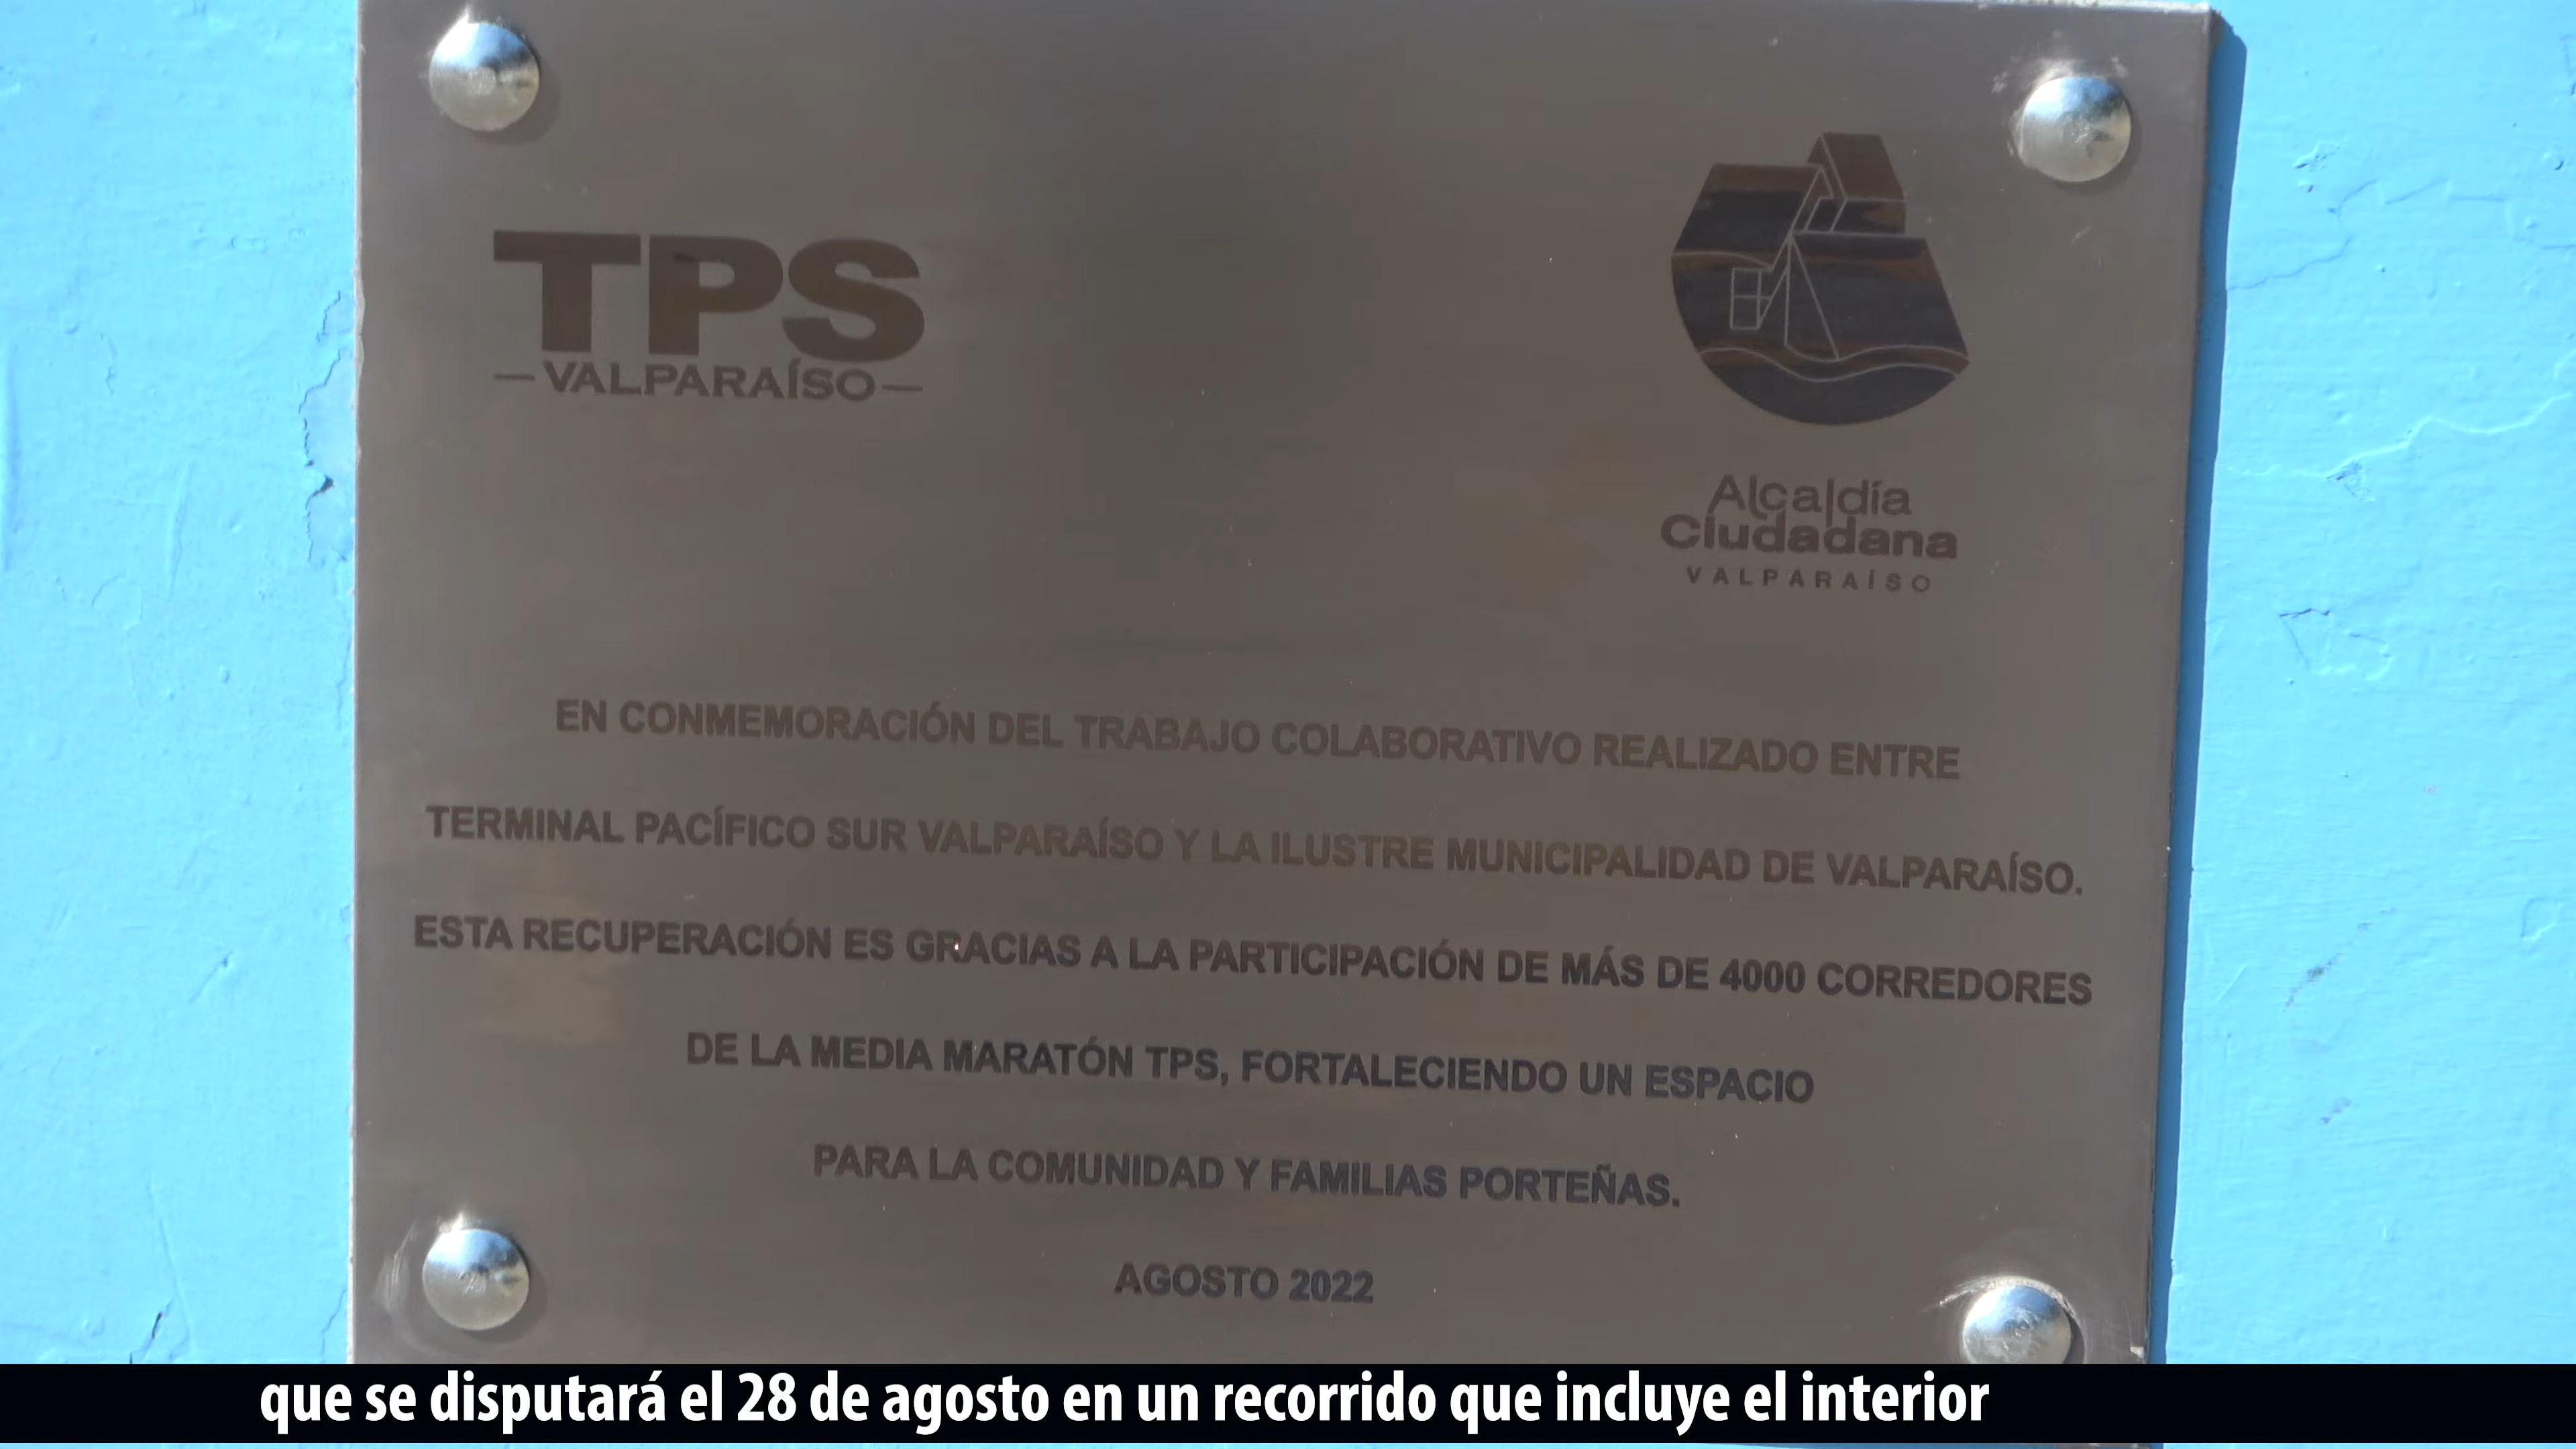 TPS
VALPARAÍSO
Alcaldía
Ciudadana
VALPARAÍSO
EN CONMEMORACIÓN DEL TRABAJO COLABORATIVO REALIZADO ENTRE
TERMINAL PACÍFICO SUR VALPARAÍSO Y LA ILUSTRE MUNICIPALIDAD DE VALPARAÍSO.
ESTA RECUPERACIÓN ES GRACIAS A LA PARTICIPACIÓN DE MÁS DE 4000 CORREDORES
DE LA MEDIA MARATÓN TPS, FORTALECIENDO UN ESPACIO
PARA LA COMUNIDAD Y FAMILIAS PORTEÑAS.
AGOSTO 2022
que se disputará el 28 de agosto en un recorrido que incluye el interior